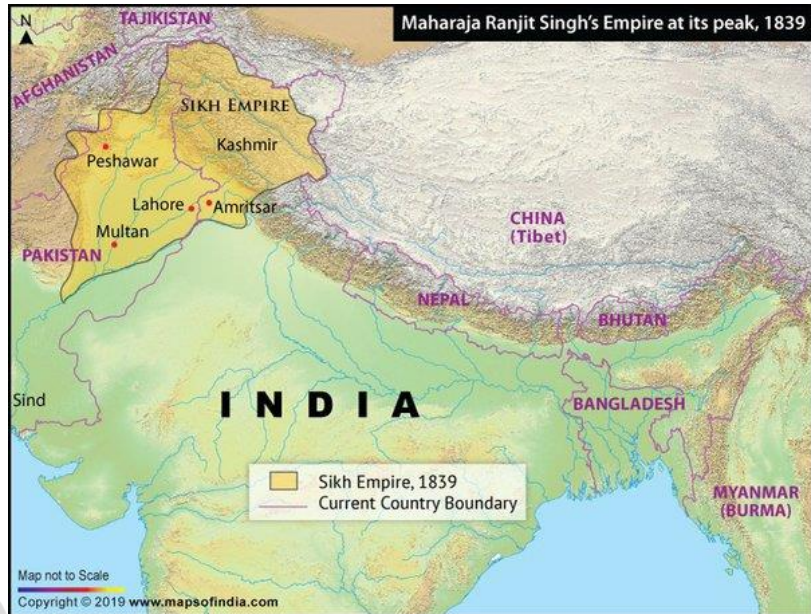 Maharaja Ranjit Singh's Empire at its peak, 1839
N
TAJIKISTAN
AFGHANISTAN
SIKH EMPIRE
Kashmir
Peshawar
Lahore
Amritsar
Multan
PAKISTAN
CHINA
(Tibet)
NEPAL
BHUTAN
Sind
INDIA
BANGLADESH
MYANMAR
(BURMA)
Sikh Empire, 1839
Current Country Boundary
Map not to Scale
Copyright © 2019 www.mapsofindia.com